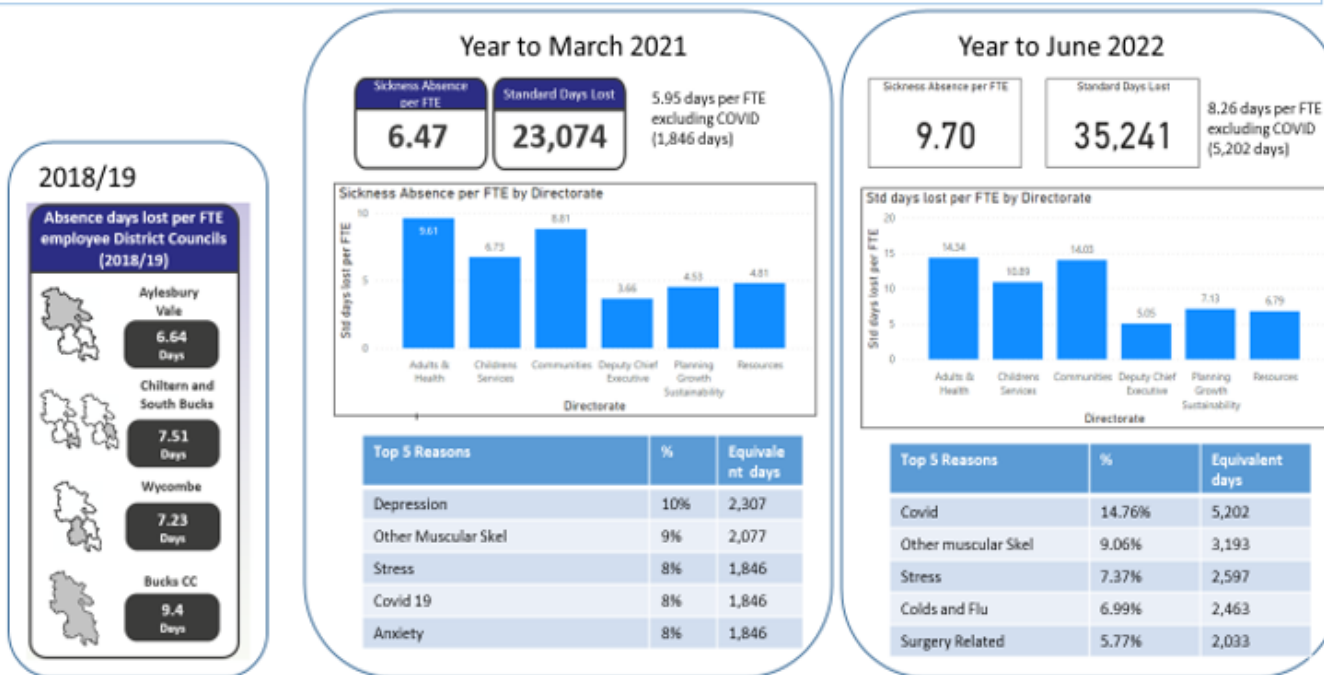 2018/19
Absence days lost per FTE
employee District Councils
(2018/19)
Aylesbury
Vale
6.64
Days
Chiltern and
South Bucks
7.51
Days
Wycombe
7.23
Days
Bucks CC
9.4
Days
Year to March 2021
Sickness Absence
per FTE
6.47
Standard Days Lost
23,074
5.95 days per FTE
excluding COVID
(1,846 days)
Sickness Absence per FTE by Directorate
Std days lost per FTE
10
5
0
9.61
6.73
8.81
3.66
4.53
4.81
Adults &
Health
Childrens
Services
Communities
Deputy Chief
Executive
Planning
Growth
Sustainability
Resources
Directorate
Top 5 Reasons % Equivale
nt days
Depression 10% 2,307
Other Muscular Skel 9% 2,077
Stress 8% 1,846
Covid 19 8% 1,846
Anxiety 8% 1,846
Year to June 2022
Sickness Absence per FTE
9.70
Standard Days Lost
35,241
8.26 days per FTE
excluding COVID
(5,202 days)
Std days lost per FTE by Directorate
Std days lost per FTE
20
15
10
5
0
14.34
10.89
14.03
5.05
7.13
6.79
Adults &
Health
Childrens
Services
Communities
Deputy Chief
Executive
Planning
Growth
Sustainability
Resources
Directorate
Top 5 Reasons % Equivalent
days
Covid 14.76% 5,202
Other muscular Skel 9.06% 3,193
Stress 7.37% 2,597
Colds and Flu 6.99% 2,463
Surgery Related 5.77% 2,033